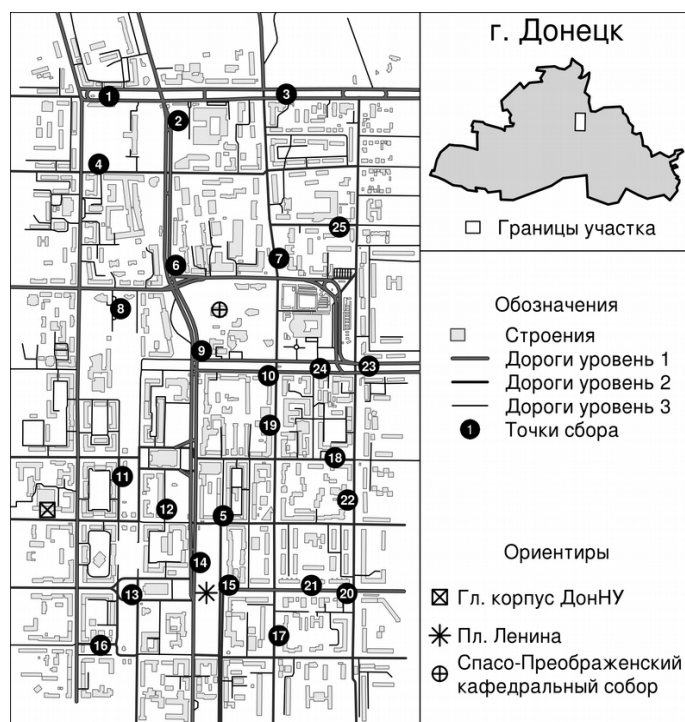 г. Донецк
Границы участка
Обозначения
Строения
Дороги уровень 1
Дороги уровень 2
Дороги уровень 3
1 Точки сбора
Ориентиры
Гл. корпус ДонНУ
Пл. Ленина
Спасо-Преображенский
кафедральный собор
1
3
2
4
25
7
6
8
9
24
23
10
19
18
11
22
12
5
14
15
21
20
13
17
16